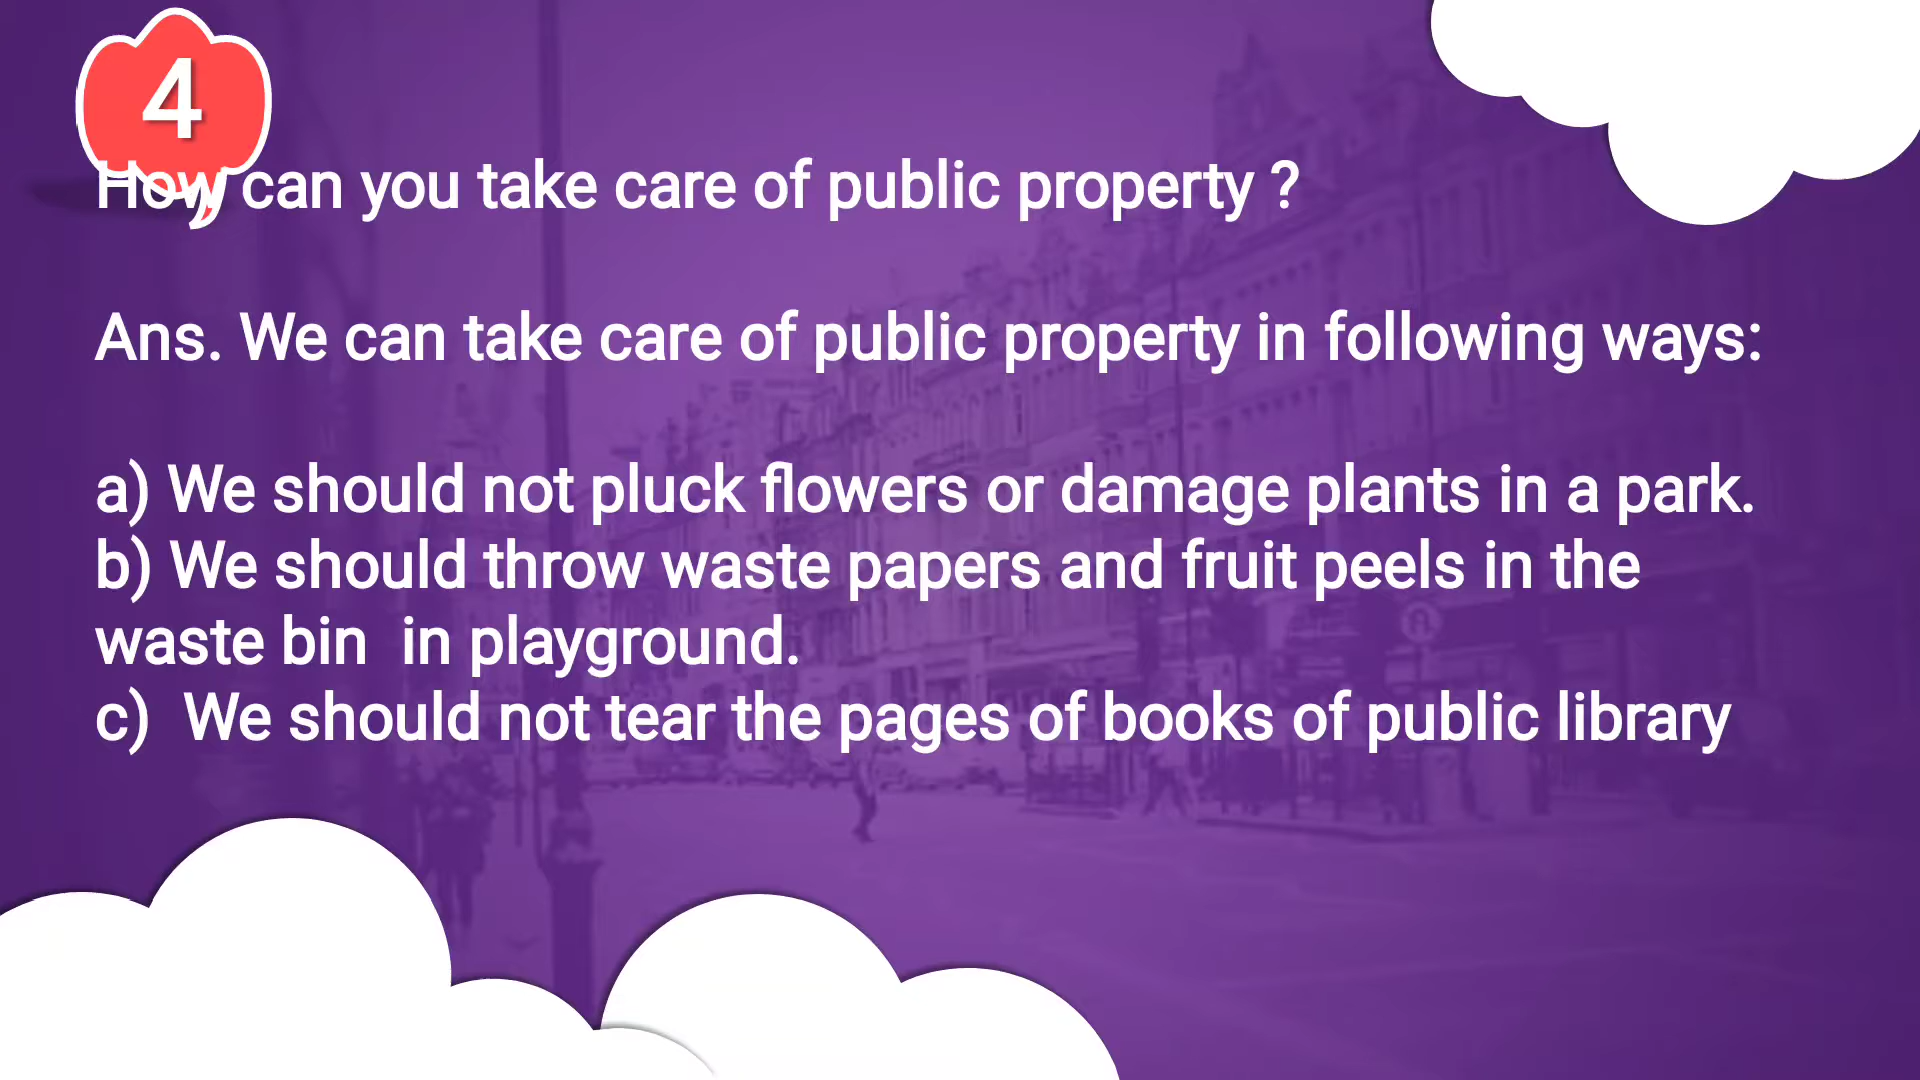 4
How can you take care of public property ?
Ans. We can take care of public property in following ways:
a) We should not pluck flowers or damage plants in a park.
b) We should throw waste papers and fruit peels in the
waste bin  in playground.
c)  We should not tear the pages of books of public library